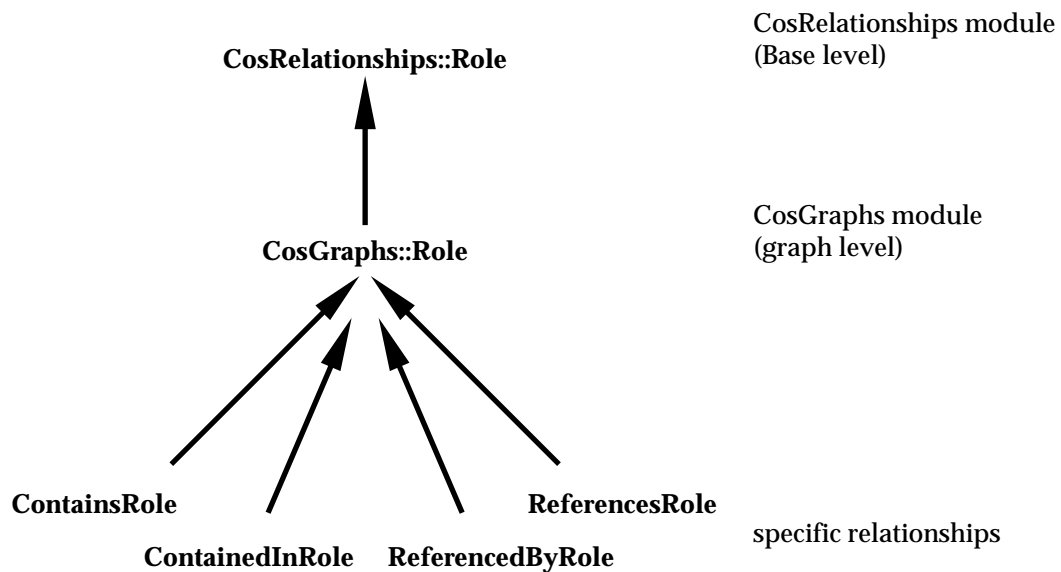 CosRelationships module
(Base level)
CosRelationships::Role
CosGraphs module
(graph level)
CosGraphs::Role
ContainsRole
ReferencesRole
ContainedInRole
ReferencedByRole
specific relationships